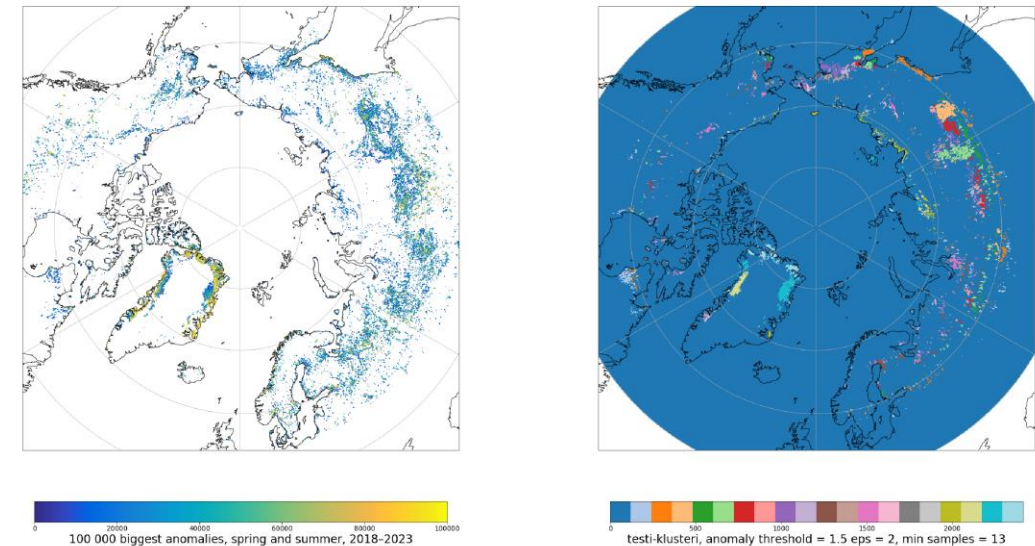 0 20000 40000 60000 80000 100000
100 000 biggest anomalies, spring and summer, 2018–2023
0 500 2000 1500 2000
testi-klusteri, anomaly threshold = 1.5 eps = 2, min samples = 13